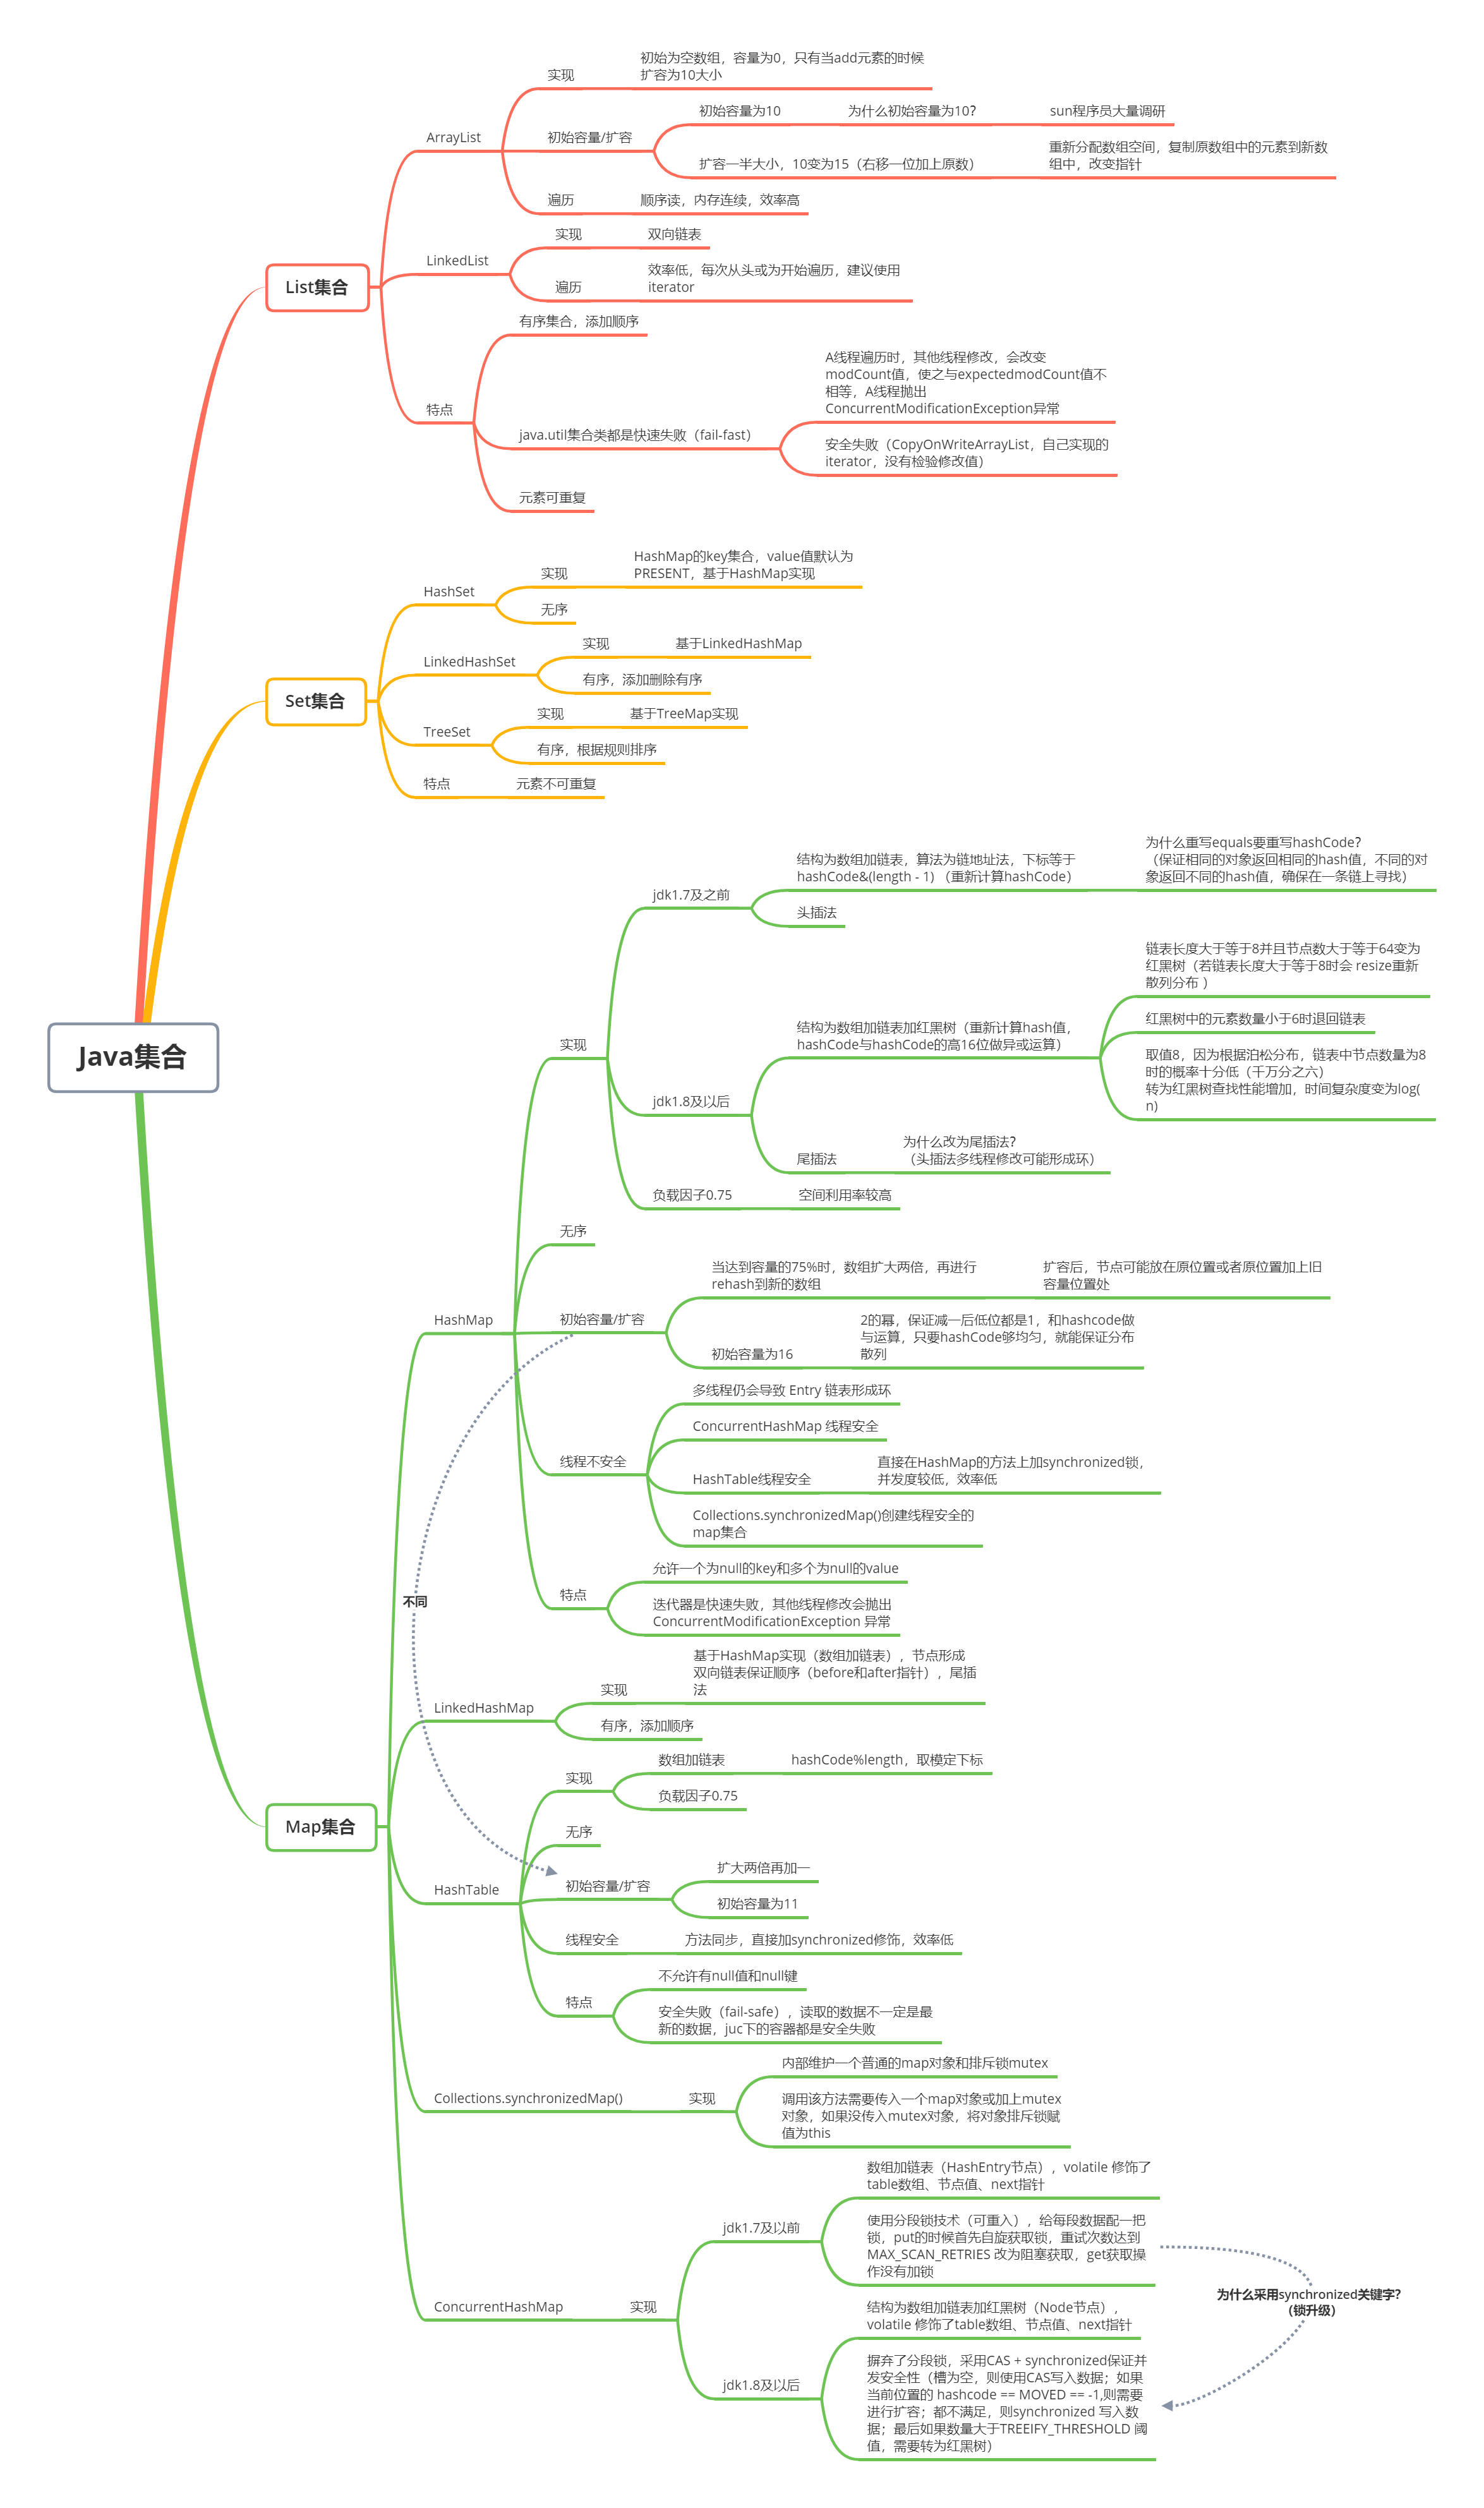 Java集合
List集合
ArrayList
实现
初始为空数组，容量为0，只有当add元素的时候
扩容为10大小
初始容量/扩容
初始容量为10
为什么初始容量为10？
sun程序员大量调研
扩容一半大小，10变为15（右移一位加上原数）
重新分配数组空间，复制原数组中的元素到新数
组中，改变指针
遍历
顺序读，内存连续，效率高
LinkedList
实现
双向链表
遍历
效率低，每次从头或为开始遍历，建议使用
iterator
特点
有序集合，添加顺序
java.util集合类都是快速失败（fail-fast）
A线程遍历时，其他线程修改，会改变
modCount值，使之与expectedmodCount值不
相等，A线程抛出
ConcurrentModificationException异常
安全失败（CopyOnWriteArrayList，自己实现的
iterator，没有检验修改值）
元素可重复
Set集合
HashSet
实现
HashMap的key集合，value值默认为
PRESENT，基于HashMap实现
无序
LinkedHashSet
实现
基于LinkedHashMap
有序，添加删除有序
TreeSet
实现
基于TreeMap实现
有序，根据规则排序
特点
元素不可重复
Map集合
HashMap
实现
jdk1.7及之前
结构为数组加链表，算法为链地址法，下标等于
hashCode&(length - 1) （重新计算hashCode）
为什么重写equals要重写hashCode？
（保证相同的对象返回相同的hash值，不同的对
象返回不同的hash值，确保在一条链上寻找）
头插法
jdk1.8及以后
结构为数组加链表加红黑树（重新计算hash值，
hashCode与hashCode的高16位做异或运算）
链表长度大于等于8并且节点数大于等于64变为
红黑树（若链表长度大于等于8时会 resize重新
散列分布 ）
红黑树中的元素数量小于6时退回链表
取值8，因为根据泊松分布，链表中节点数量为8
时的概率十分低（千万分之六）
转为红黑树查找性能增加，时间复杂度变为log(
n)
尾插法
为什么改为尾插法？
（头插法多线程修改可能形成环）
负载因子0.75
空间利用率较高
无序
初始容量/扩容
当达到容量的75%时，数组扩大两倍，再进行
rehash到新的数组
扩容后，节点可能放在原位置或者原位置加上旧
容量位置处
初始容量为16
2的幂，保证减一后低位都是1，和hashcode做
与运算，只要hashCode够均匀，就能保证分布
散列
线程不安全
多线程仍会导致 Entry 链表形成环
ConcurrentHashMap 线程安全
HashTable线程安全
直接在HashMap的方法上加synchronized锁，
并发度较低，效率低
Collections.synchronizedMap()创建线程安全的
map集合
特点
允许一个为null的key和多个为null的value
迭代器是快速失败，其他线程修改会抛出
ConcurrentModificationException 异常
不同
LinkedHashMap
实现
基于HashMap实现（数组加链表），节点形成
双向链表保证顺序（before和after指针），尾插
法
有序，添加顺序
HashTable
实现
数组加链表
hashCode%length，取模定下标
负载因子0.75
无序
初始容量/扩容
扩大两倍再加一
初始容量为11
线程安全
方法同步，直接加synchronized修饰，效率低
特点
不允许有null值和null键
安全失败（fail-safe），读取的数据不一定是最
新的数据，juc下的容器都是安全失败
Collections.synchronizedMap()
实现
内部维护一个普通的map对象和排斥锁mutex
调用该方法需要传入一个map对象或加上mutex
对象，如果没传入mutex对象，将对象排斥锁赋
值为this
ConcurrentHashMap
实现
jdk1.7及以前
数组加链表（HashEntry节点），volatile 修饰了
table数组、节点值、next指针
使用分段锁技术（可重入），给每段数据配一把
锁，put的时候首先自旋获取锁，重试次数达到
MAX_SCAN_RETRIES 改为阻塞获取，get获取操
作没有加锁
jdk1.8及以后
结构为数组加链表加红黑树（Node节点），
volatile 修饰了table数组、节点值、next指针
摒弃了分段锁，采用CAS + synchronized保证并
发安全性（槽为空，则使用CAS写入数据；如果
当前位置的 hashcode == MOVED == -1,则需要
进行扩容；都不满足，则synchronized 写入数
据；最后如果数量大于TREEIFY_THRESHOLD 阈
值，需要转为红黑树）
为什么采用synchronized关键字？
（锁升级）